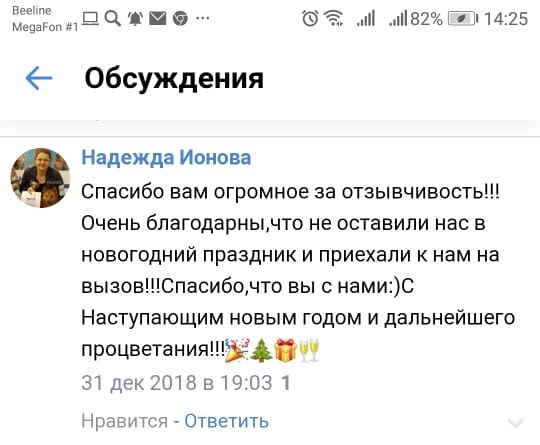 Beeline
MegaFon #1
82% 14:25
Обсуждения
Надежда Ионова
Спасибо вам огромное за отзывчивость!!!
Очень благодарны,что не оставили нас в
новогодний праздник и приехали к нам на
вызов!!!Спасибо,что вы с нами:)С
Наступающим новым годом и дальнейшего
процветания!!!🎉🎄🎁🥂
31 дек 2018 в 19:03 1
Нравится - Ответить